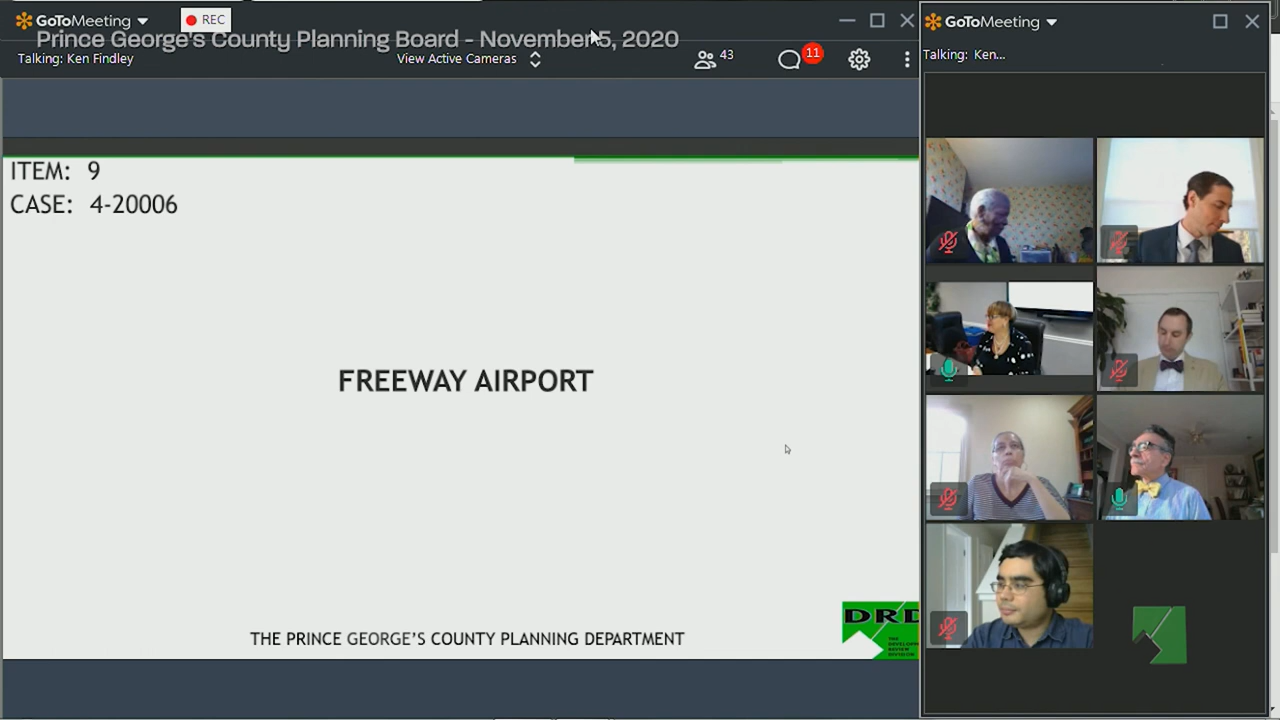 GoToMeeting
REC
Prince George's County Planning Board - November 5, 2020
Talking: Ken Findley
View Active Cameras
43
11
GoToMeeting
Talking: Ken...
ITEM: 9
CASE: 4-20006
FREEWAY AIRPORT
THE PRINCE GEORGE'S COUNTY PLANNING DEPARTMENT
DRD